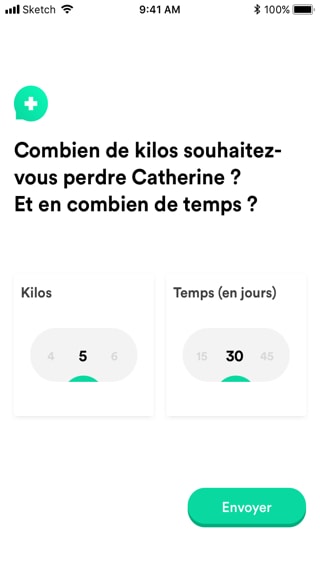 Sketch 9:41 AM 100%
Combien de kilos souhaitez-
vous perdre Catherine ?
Et en combien de temps ?
Kilos Temps (en jours)
4 5 6 15 30 45
Envoyer